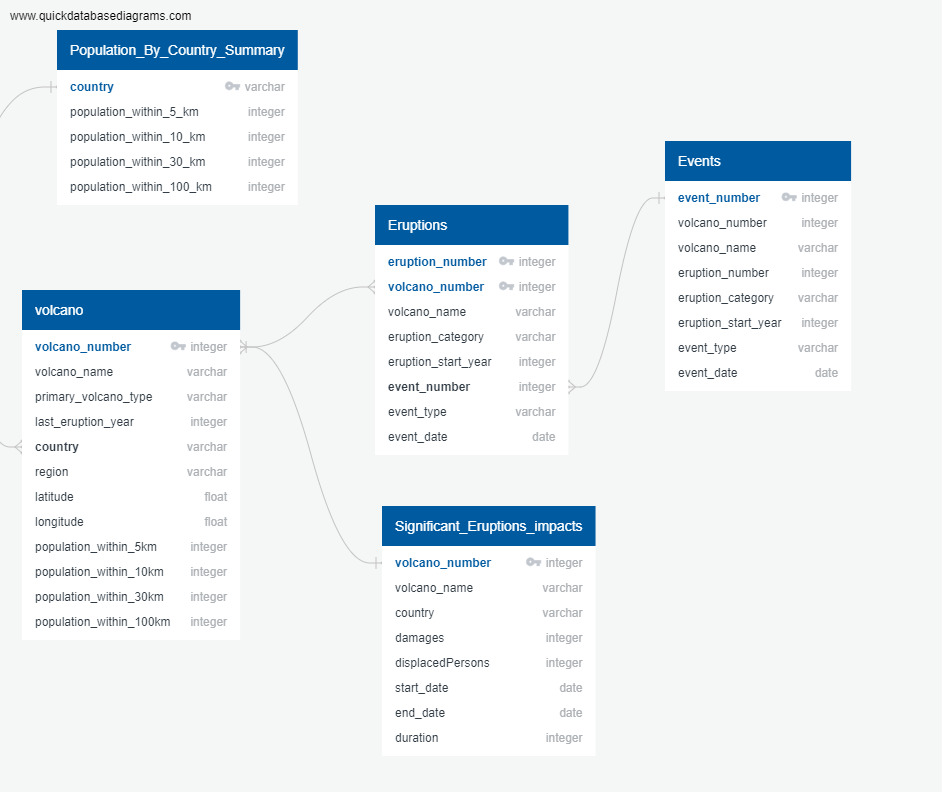 www.quickdatabasediagrams.com
Population_By_Country_Summary
country varchar
population_within_5_km integer
population_within_10_km integer
population_within_30_km integer
population_within_100_km integer
volcano
volcano_number integer
volcano_name varchar
primary_volcano_type varchar
last_eruption_year integer
country varchar
region varchar
latitude float
longitude float
population_within_5km integer
population_within_10km integer
population_within_30km integer
population_within_100km integer
Eruptions
eruption_number integer
volcano_number integer
volcano_name varchar
eruption_category varchar
eruption_start_year integer
event_number integer
event_type varchar
event_date date
Significant_Eruptions_impacts
volcano_number integer
volcano_name varchar
country varchar
damages integer
displacedPersons integer
start_date date
end_date date
duration integer
Events
event_number integer
volcano_number integer
volcano_name varchar
eruption_number integer
eruption_category varchar
eruption_start_year integer
event_type varchar
event_date date